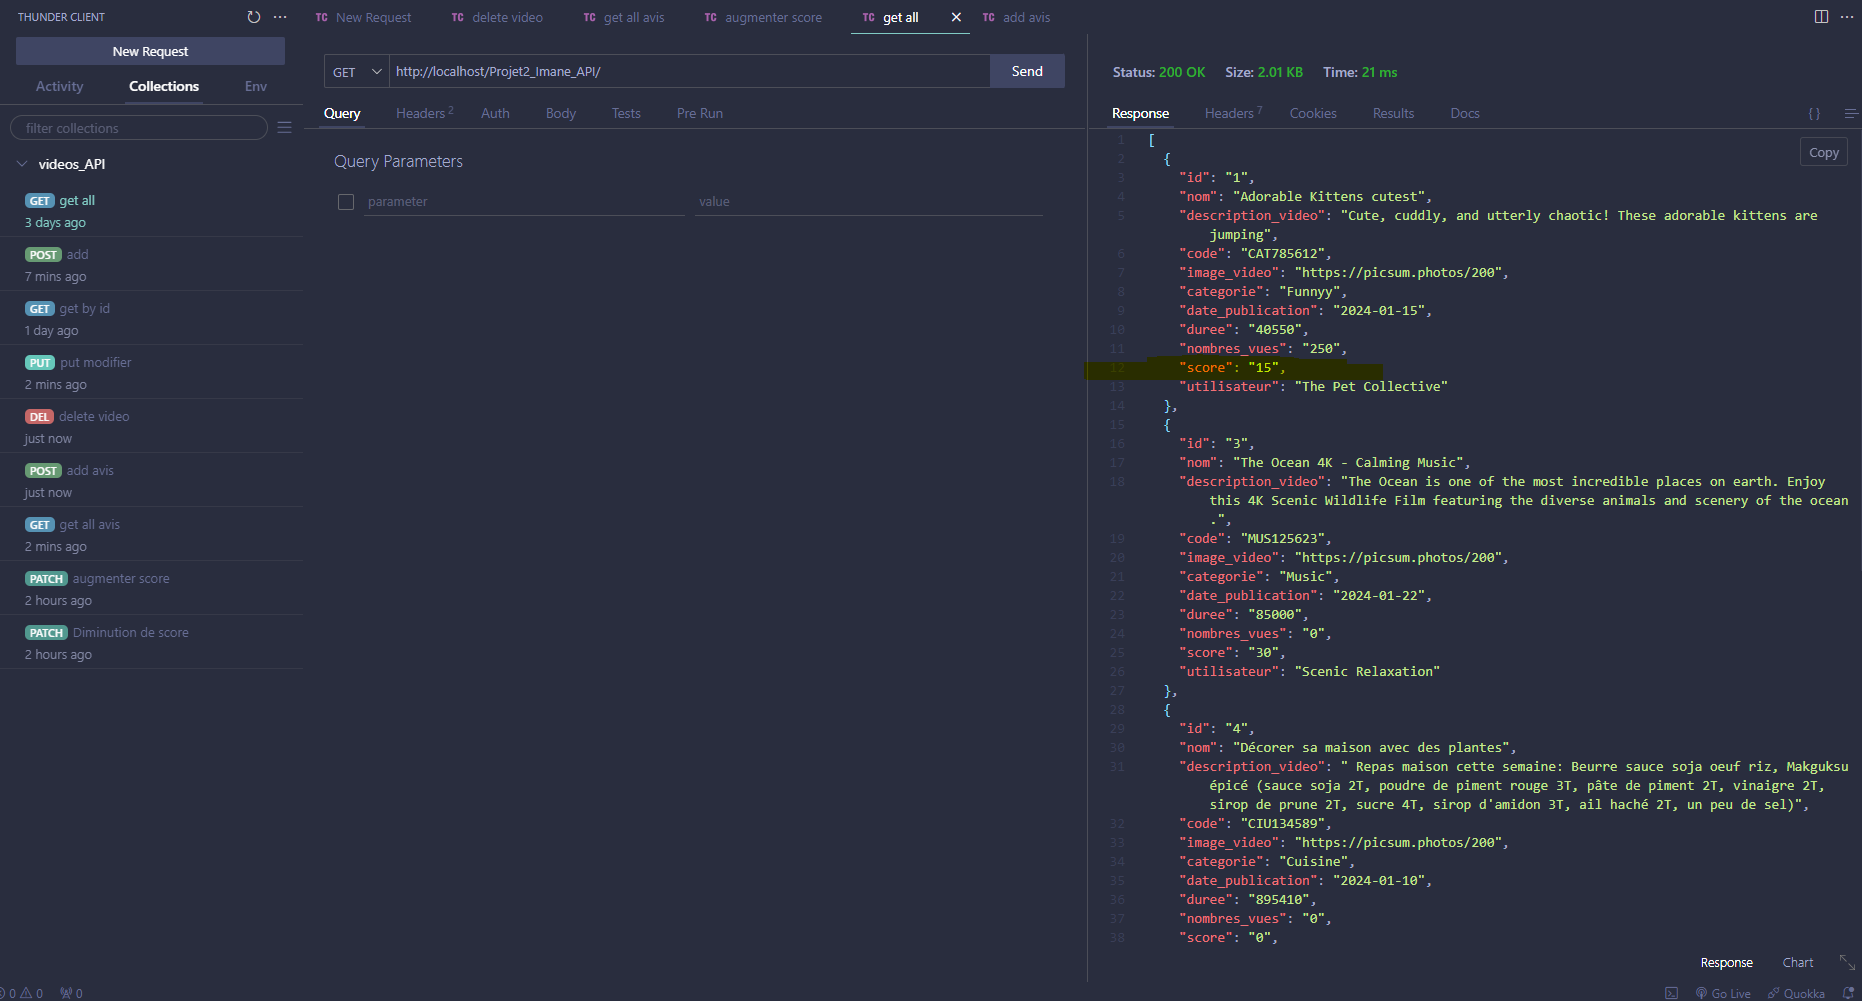 THUNDER CLIENT
New Request
Activity
Collections
Env
filter collections
videos_API
GET get all
3 days ago
POST add
7 mins ago
GET get by id
1 day ago
PUT put modifier
2 mins ago
DEL delete video
just now
POST add avis
just now
GET get all avis
2 mins ago
PATCH augmenter score
2 hours ago
PATCH Diminution de score
2 hours ago
0 0 0
TC New Request
TC delete video
TC get all avis
TC augmenter score
TC get all
TC add avis
GET
http://localhost/Projet2_Imane_API/
Send
Query
Headers 2
Auth
Body
Tests
Pre Run
Query Parameters
parameter
value
Status: 200 OK Size: 2.01 KB Time: 21 ms
Response
Headers 7
Cookies
Results
Docs
{ }
Copy
1 [
2 {
3 "id": "1",
4 "nom": "Adorable Kittens cutest",
5 "description_video": "Cute, cuddly, and utterly chaotic! These adorable kittens are
jumping",
6 "code": "CAT785612",
7 "image_video": "https://picsum.photos/200",
8 "categorie": "Funnyy",
9 "date_publication": "2024-01-15",
10 "duree": "40550",
11 "nombres_vues": "250",
12 "score": "15",
13 "utilisateur": "The Pet Collective"
14 },
15 {
16 "id": "3",
17 "nom": "The Ocean 4K - Calming Music",
18 "description_video": "The Ocean is one of the most incredible places on earth. Enjoy
this 4K Scenic Wildlife Film featuring the diverse animals and scenery of the ocean
.",
19 "code": "MUS125623",
20 "image_video": "https://picsum.photos/200",
21 "categorie": "Music",
22 "date_publication": "2024-01-22",
23 "duree": "85000",
24 "nombres_vues": "0",
25 "score": "30",
26 "utilisateur": "Scenic Relaxation"
27 },
28 {
29 "id": "4",
30 "nom": "Décorer sa maison avec des plantes",
31 "description_video": " Repas maison cette semaine: Beurre sauce soja oeuf riz, Makguksu
épicé (sauce soja 2T, poudre de piment rouge 3T, pâte de piment 2T, vinaigre 2T,
sirop de prune 2T, sucre 4T, sirop d'amidon 3T, ail haché 2T, un peu de sel)",
32 "code": "CIU134589",
33 "image_video": "https://picsum.photos/200",
34 "categorie": "Cuisine",
35 "date_publication": "2024-01-10",
36 "duree": "895410",
37 "nombres_vues": "0",
38 "score": "0",
Response
Chart
Go Live
Quokka